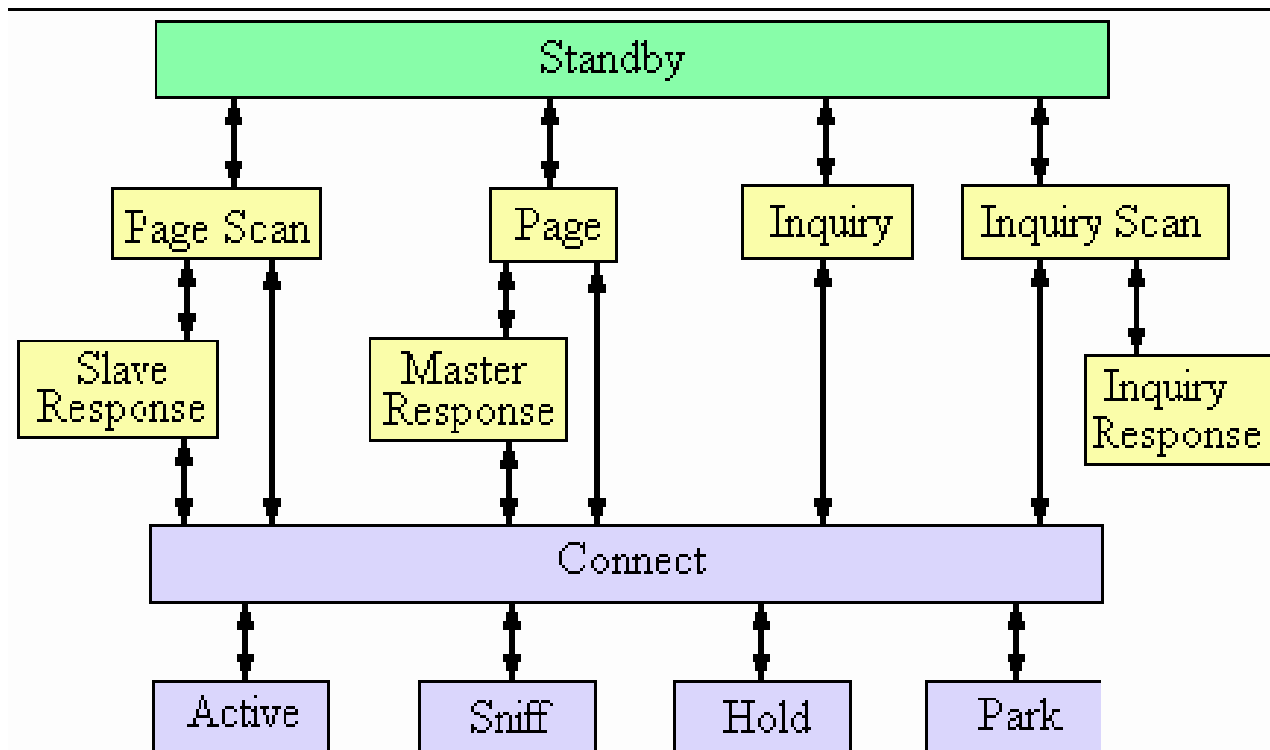 Standby
Page Scan
Page
Inquiry
Inquiry Scan
Slave
Response
Master
Response
Inquiry
Response
Connect
Active
Sniff
Hold
Park